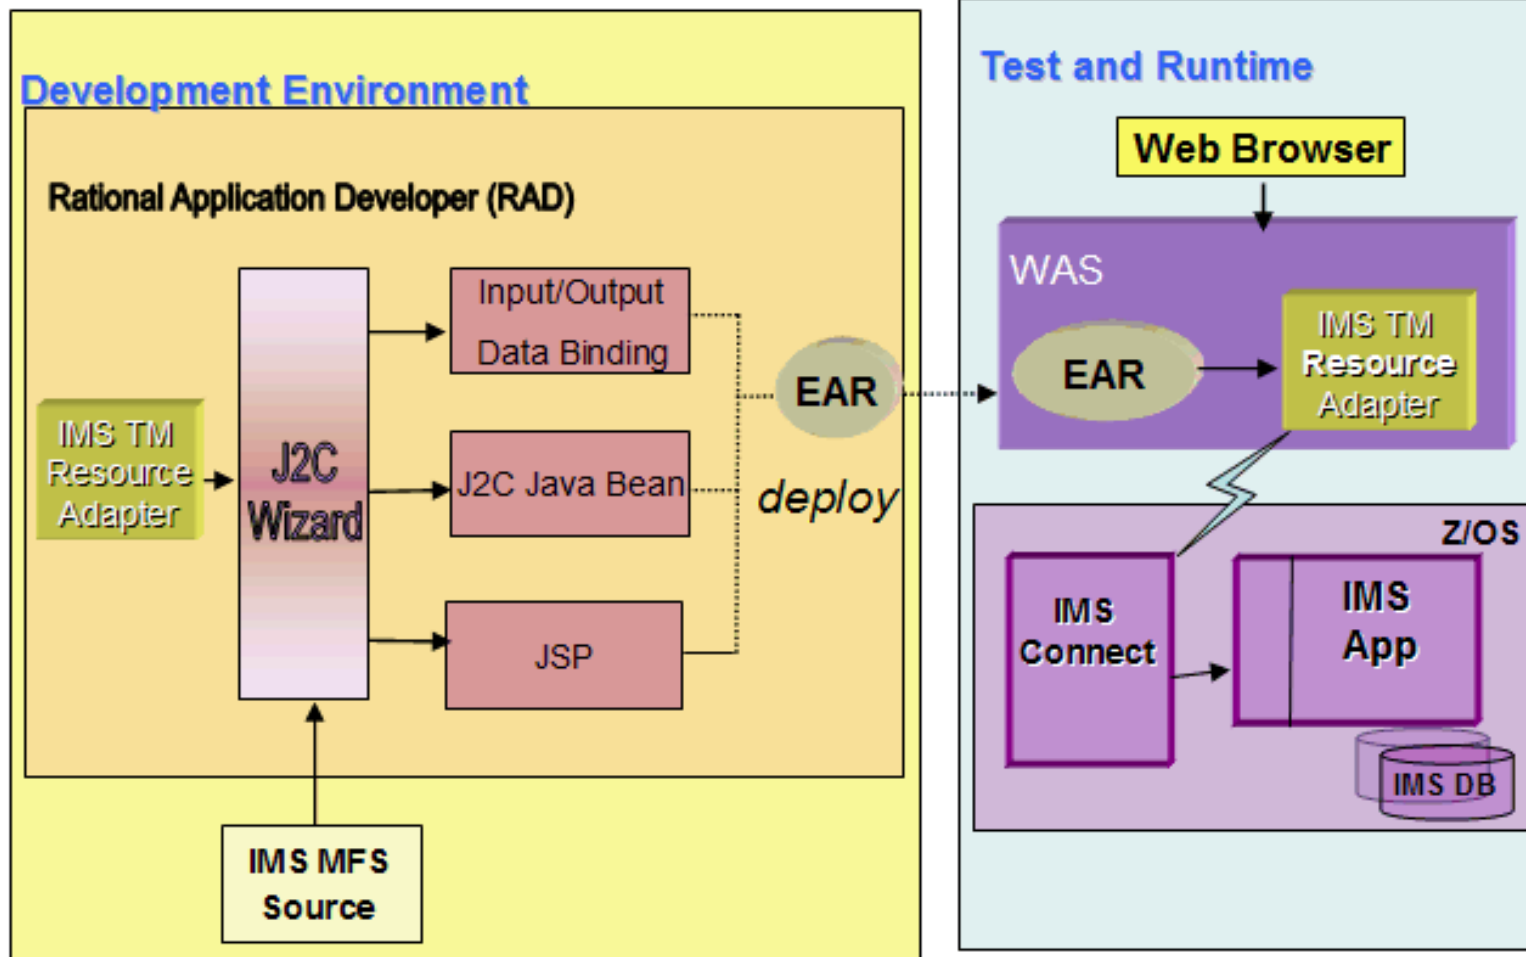 Development Environment
Rational Application Developer (RAD)
IMS TM
Resource
Adapter
J2C
Wizard
Input/Output
Data Binding
J2C Java Bean
JSP
EAR
deploy
IMS MFS
Source
Test and Runtime
Web Browser
WAS
EAR
IMS TM
Resource
Adapter
Z/OS
IMS
Connect
IMS
App
IMS DB